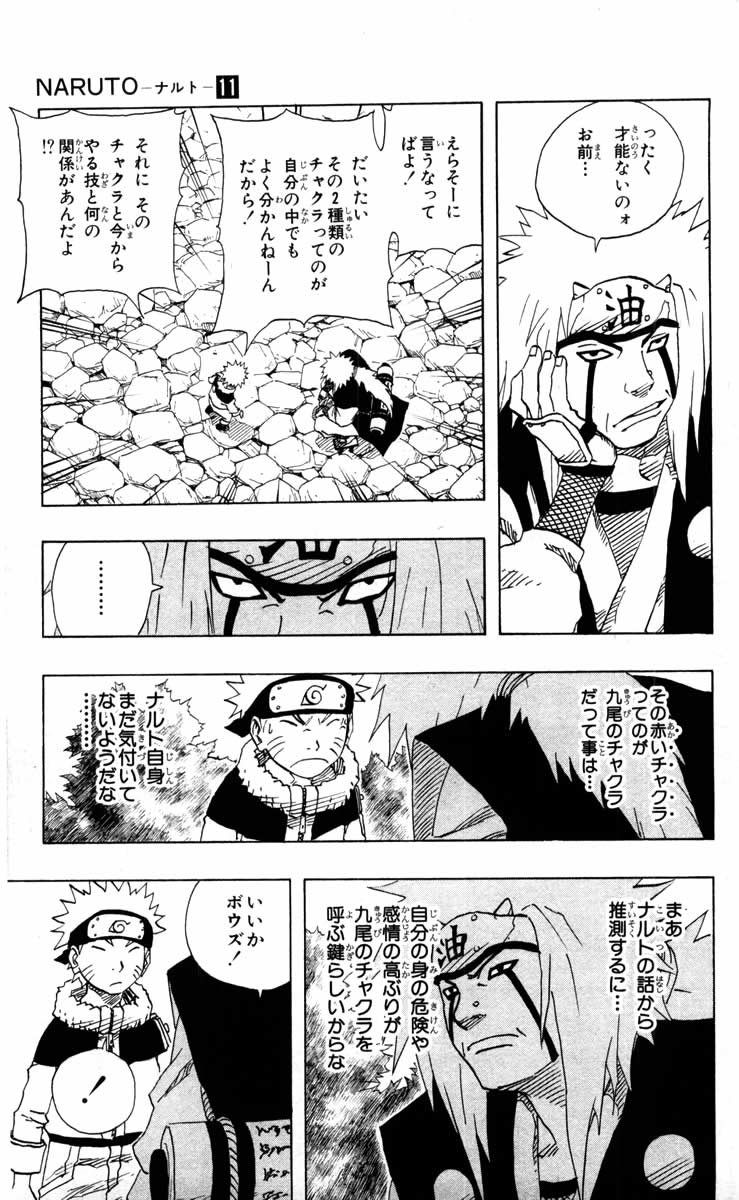 NARUTO―ナルト― 11
ったく
才能ないのォ
お前…
油
えらそーに
言うなって
ばよ!
だいたい
その2種類の
チャクラってのが
自分の中でも
よく分かんねーん
だから!
それに その
チャクラと今から
やる技と何の
関係があんだよ
!?
………
その赤いチャクラ
ってのが
九尾のチャクラ
だって事は…
ナルト自身
まだ気付いて
ないようだな
…………
まあ
ナルトの話から
推測するに…
油
自分の身の危険や
感情の高ぶりが
九尾のチャクラを
呼ぶ鍵らしいからな
いいか
ボウズ!
!